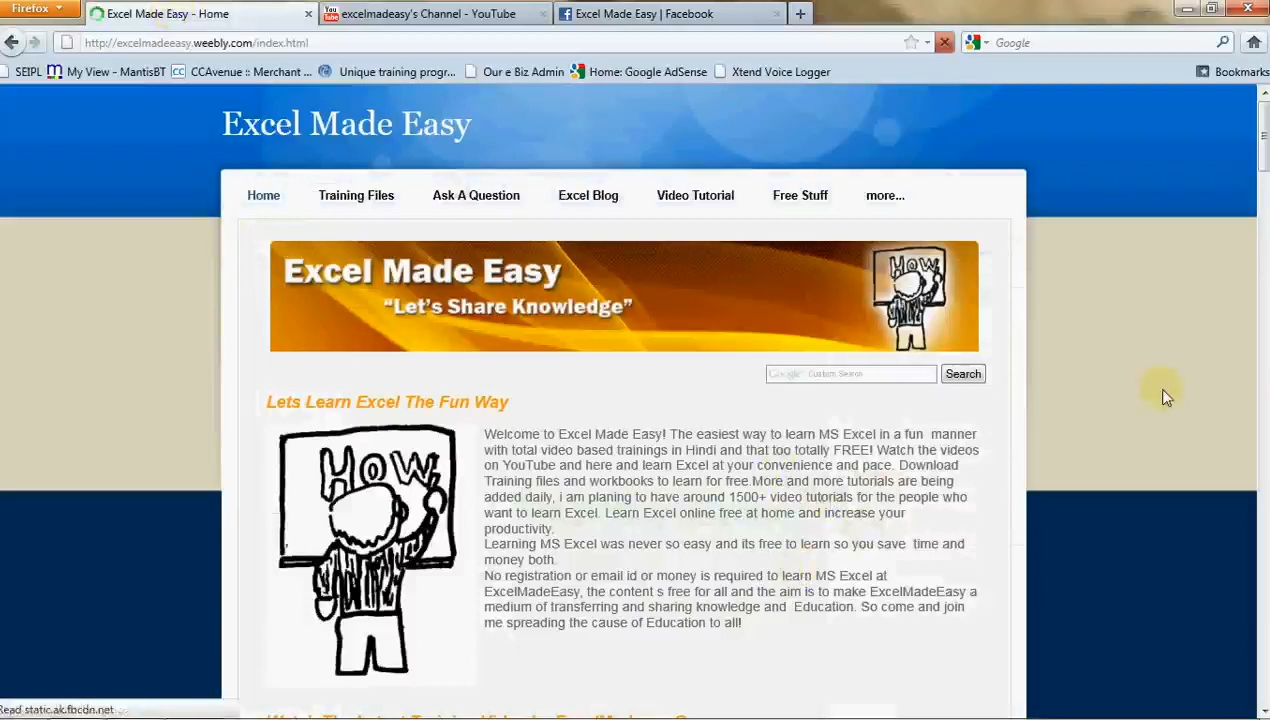 Firefox
Excel Made Easy - Home
excelmadeeasy's Channel - YouTube
Excel Made Easy | Facebook
http://excelmadeeasy.weebly.com/index.html
Google
SEIPL
My View - MantisBT
CCAvenue :: Merchant ...
Unique training progr...
Our e Biz Admin
Home: Google AdSense
Xtend Voice Logger
Bookmarks
Excel Made Easy
Home
Training Files
Ask A Question
Excel Blog
Video Tutorial
Free Stuff
more...
Excel Made Easy
"Let's Share Knowledge"
HOW
Google Custom Search
Search
Lets Learn Excel The Fun Way
HOW
Welcome to Excel Made Easy! The easiest way to learn MS Excel in a fun manner
with total video based trainings in Hindi and that too totally FREE! Watch the videos
on YouTube and here and learn Excel at your convenience and pace. Download
Training files and workbooks to learn for free.More and more tutorials are being
added daily, i am planing to have around 1500+ video tutorials for the people who
want to learn Excel. Learn Excel online free at home and increase your
productivity.
Learning MS Excel was never so easy and its free to learn so you save time and
money both.
No registration or email id or money is required to learn MS Excel at
ExcelMadeEasy, the content s free for all and the aim is to make ExcelMadeEasy a
medium of transferring and sharing knowledge and Education. So come and join
me spreading the cause of Education to all!
Read static.ak.fbcdn.net